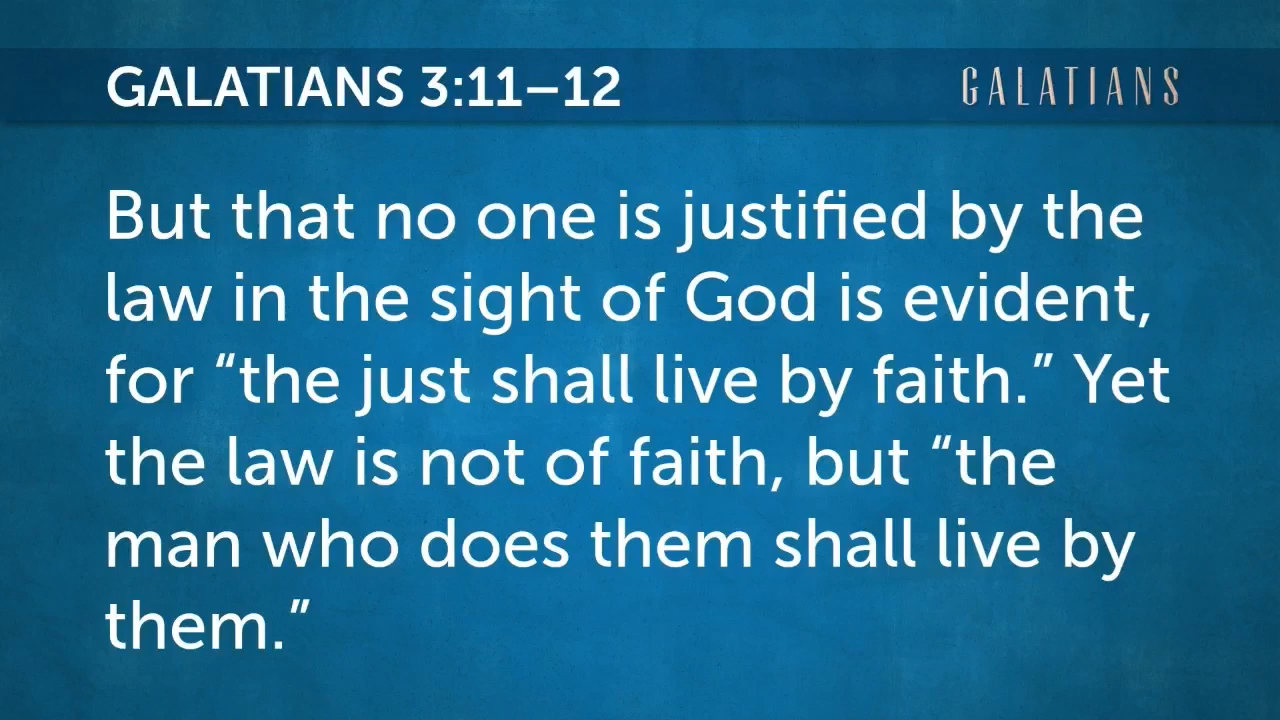 GALATIANS 3:11–12
GALATIANS
But that no one is justified by the
law in the sight of God is evident,
for “the just shall live by faith.” Yet
the law is not of faith, but “the
man who does them shall live by
them.”